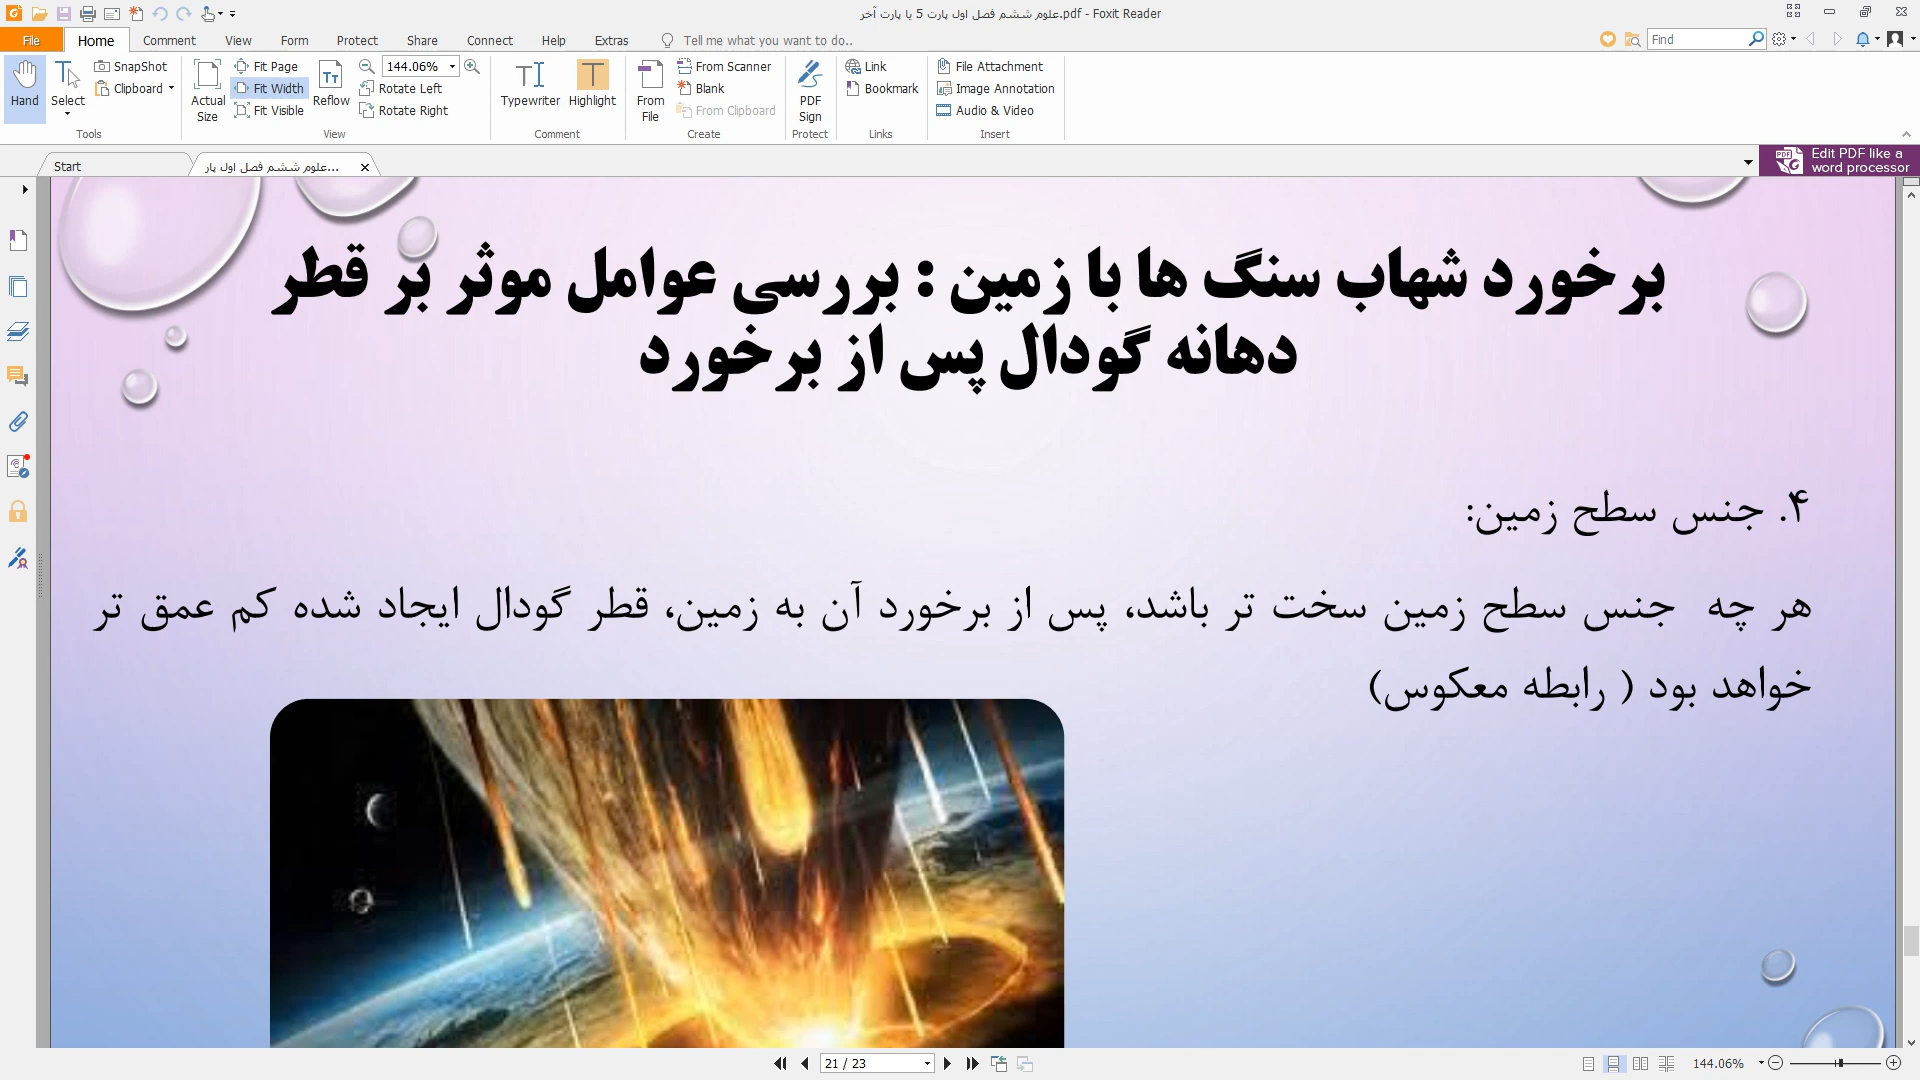 علوم ششم فصل اول پارت 5 یا پارت آخر.pdf - Foxit Reader
File Home Comment View Form Protect Share Connect Help Extras Tell me what you want to do.. Find
Hand
Select
SnapShot
Clipboard
Tools
Actual Size
Fit Page
Fit Width
Fit Visible
Reflow
144.06%
Rotate Left
Rotate Right
View
Typewriter
Highlight
Comment
From File
From Scanner
Blank
From Clipboard
Create
PDF Sign
Protect
Link
Bookmark
Links
File Attachment
Image Annotation
Audio & Video
Insert
Start
علوم ششم فصل اول پار...
Edit PDF like a
word processor
برخورد شهاب سنگ ها با زمین : بررسی عوامل موثر بر قطر
دهانه گودال پس از برخورد
۴. جنس سطح زمین:
هر چه جنس سطح زمین سخت تر باشد، پس از برخورد آن به زمین، قطر گودال ایجاد شده کم عمق تر
خواهد بود ( رابطه معکوس)
21 / 23
144.06%